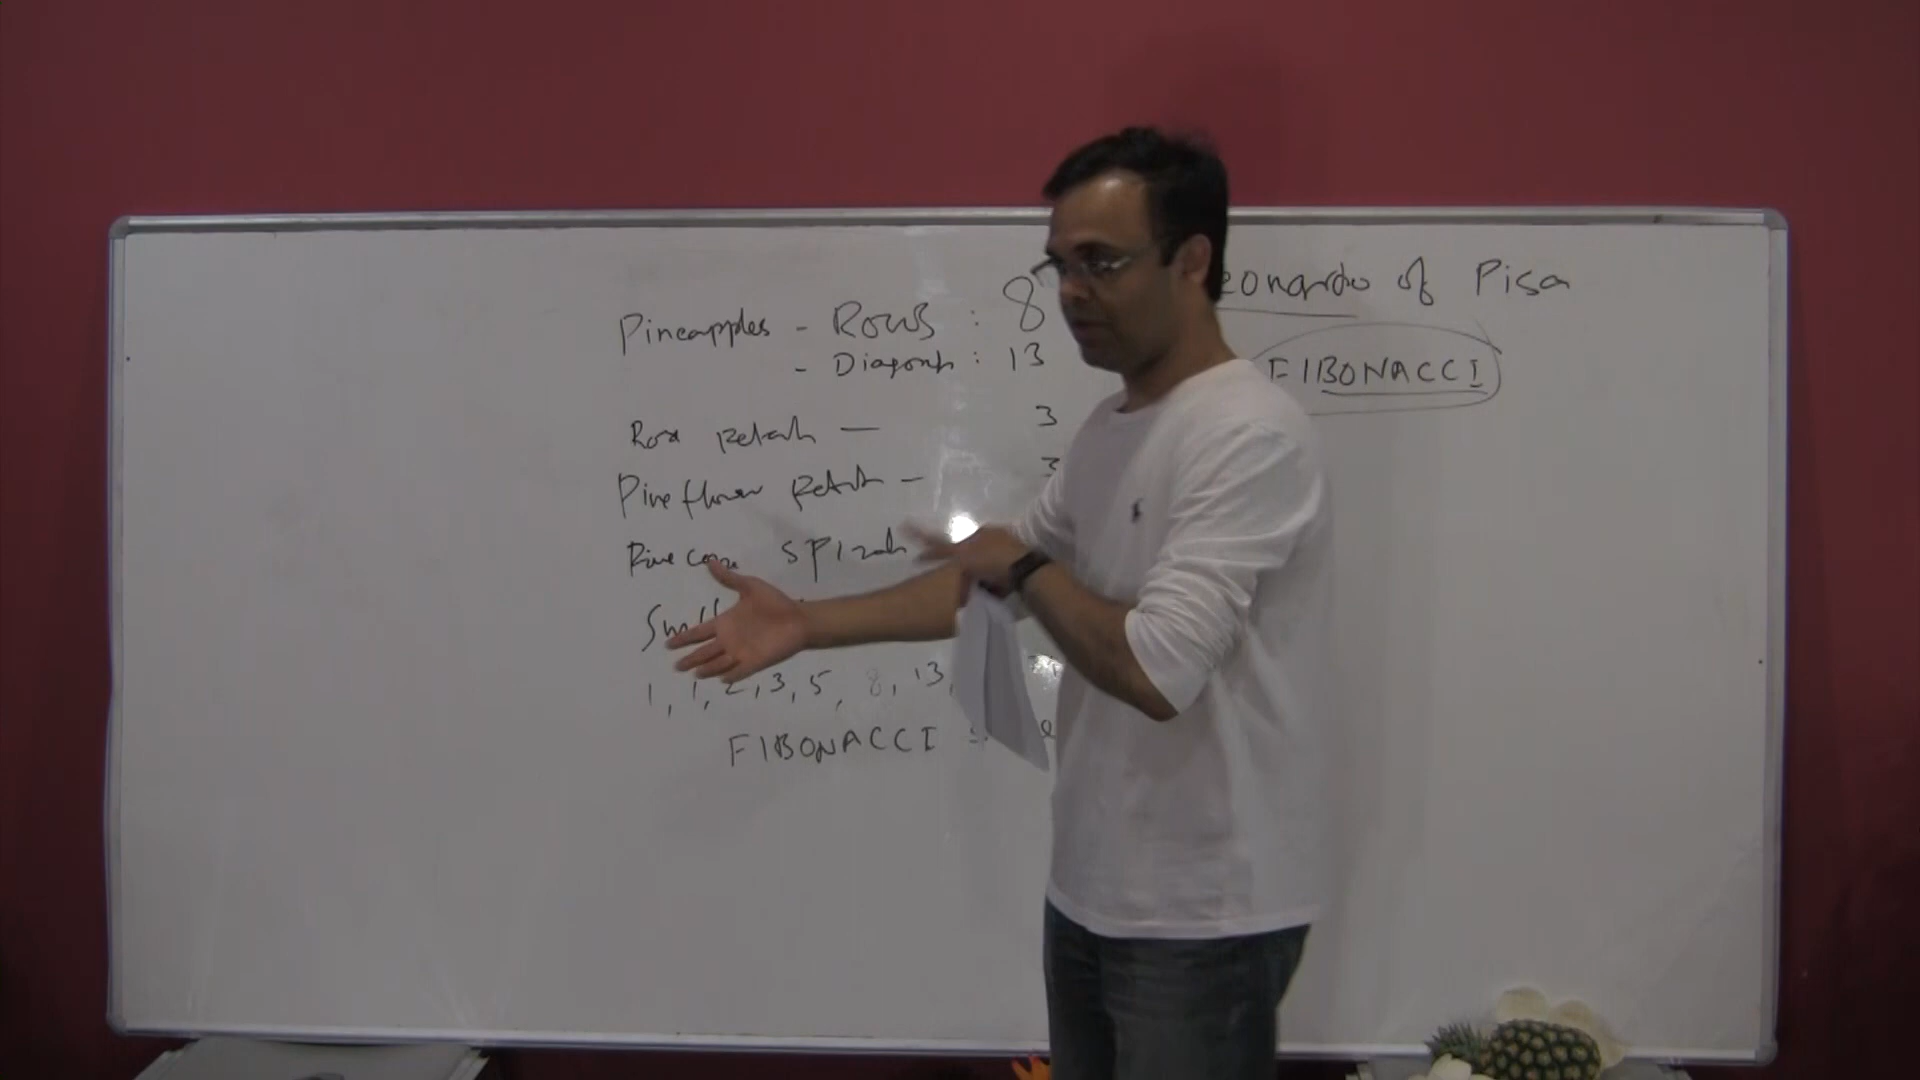 Pineapples - Rows : 8
- Diagonals : 13
Rose petals — 3
Pine flower petals — 3
Pine cone spirals
1, 1, 2, 3, 5, 8, 13,
FIBONACCI
of Pisa
FIBONACCI